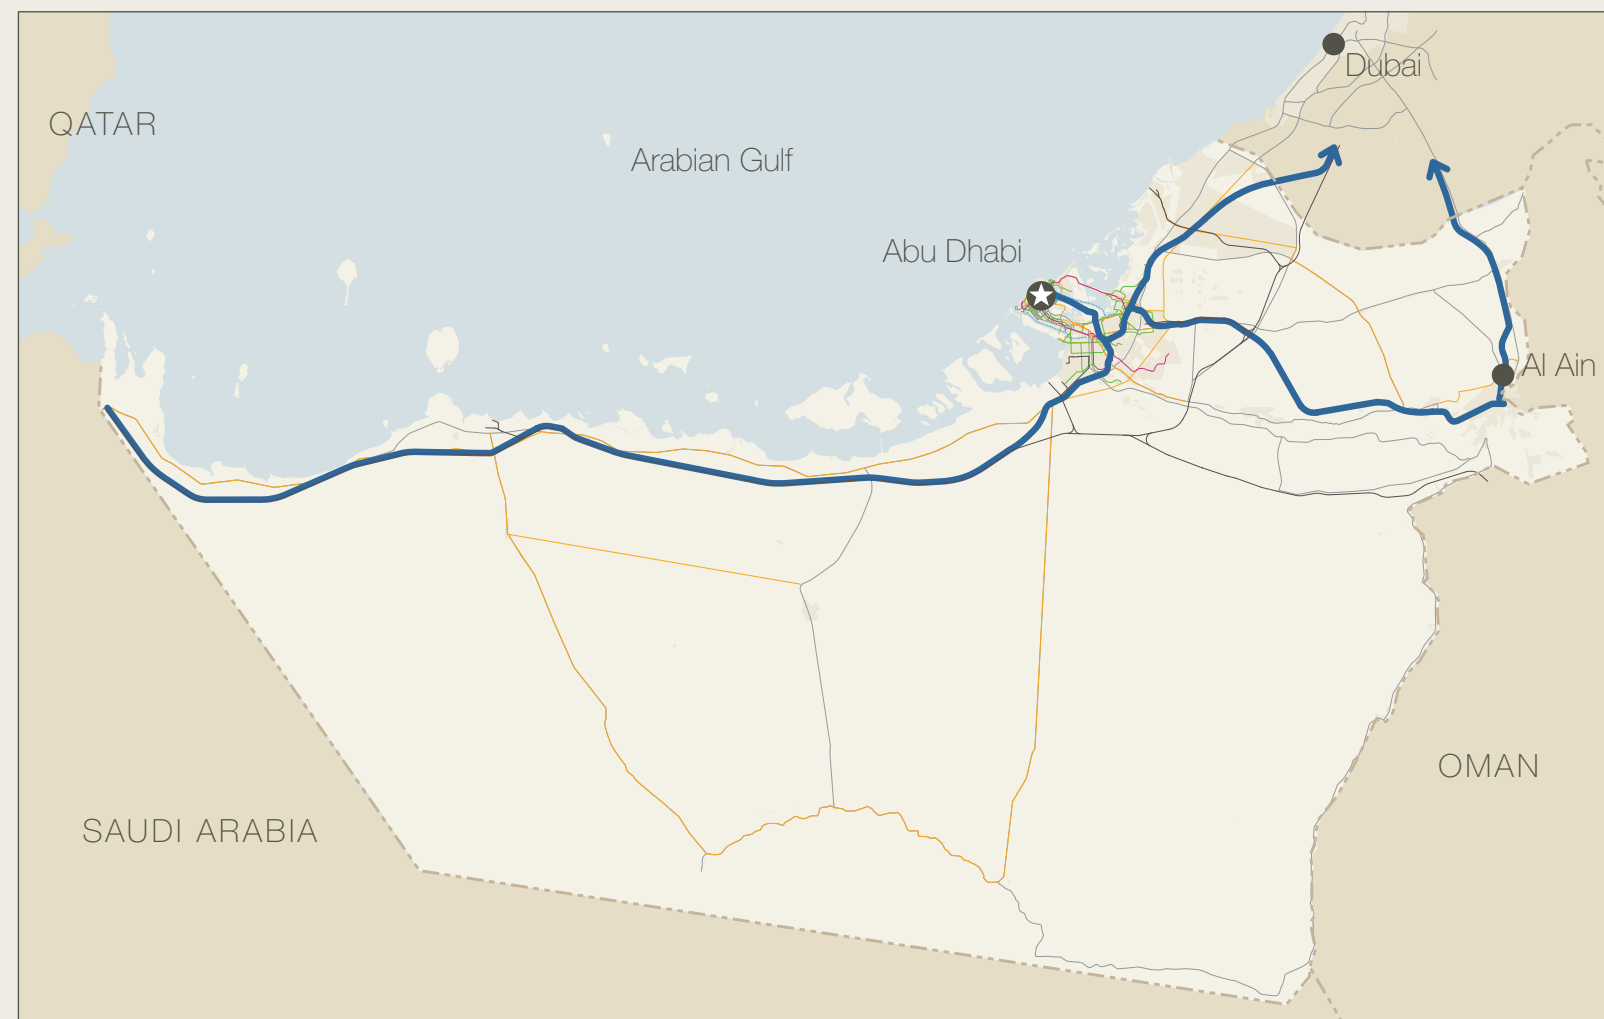 Dubai
QATAR
Arabian Gulf
Abu Dhabi
Al Ain
OMAN
SAUDI ARABIA